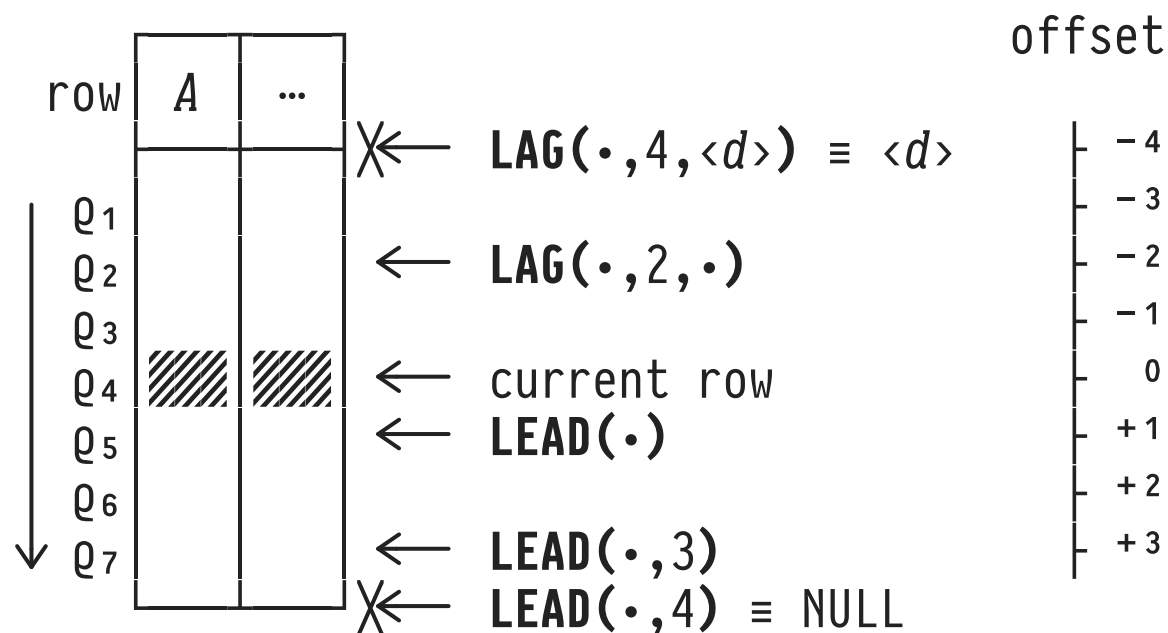 offset
row A …
LAG(·,4,<d>) ≡ <d> −4
ϱ1 −3
ϱ2 LAG(·,2,·) −2
ϱ3 −1
ϱ4 current row 0
ϱ5 LEAD(·) +1
ϱ6 +2
ϱ7 LEAD(·,3) +3
LEAD(·,4) ≡ NULL